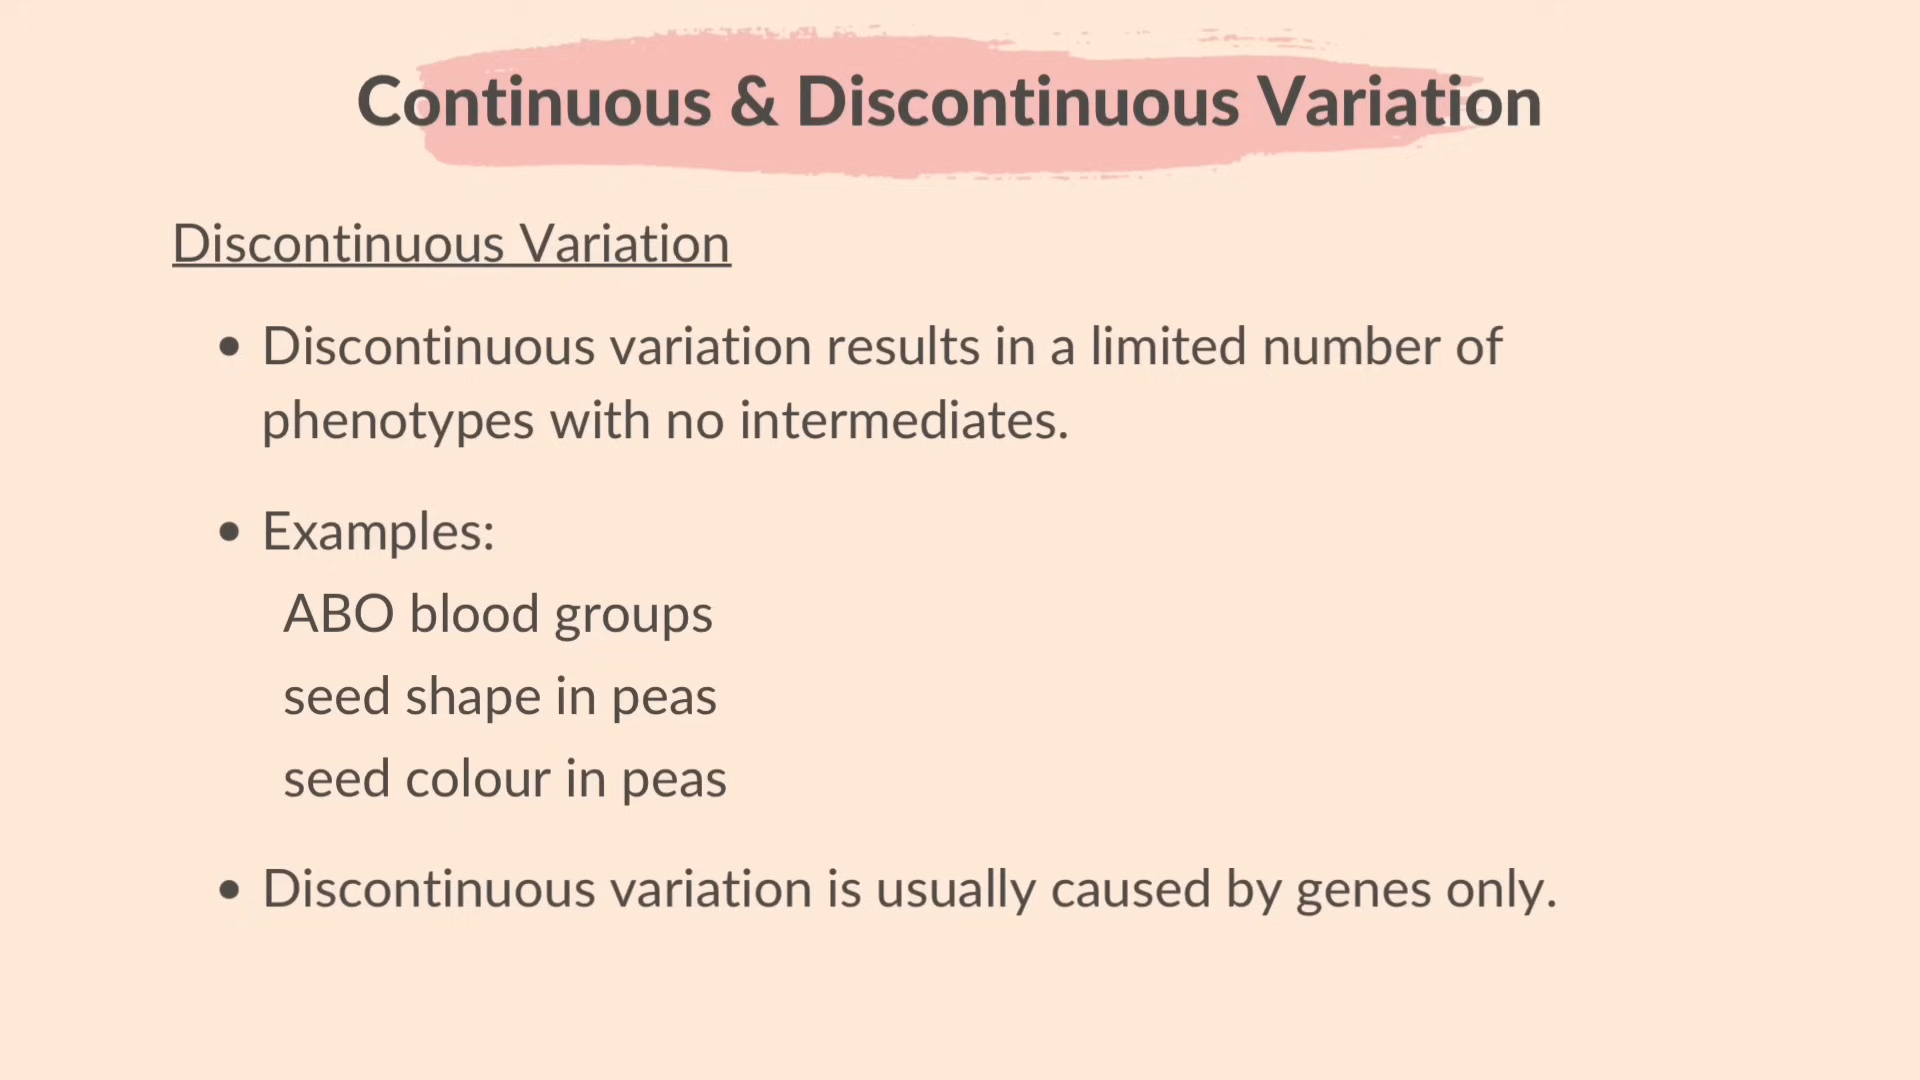 Continuous & Discontinuous Variation
Discontinuous Variation
• Discontinuous variation results in a limited number of
phenotypes with no intermediates.
• Examples:
ABO blood groups
seed shape in peas
seed colour in peas
• Discontinuous variation is usually caused by genes only.